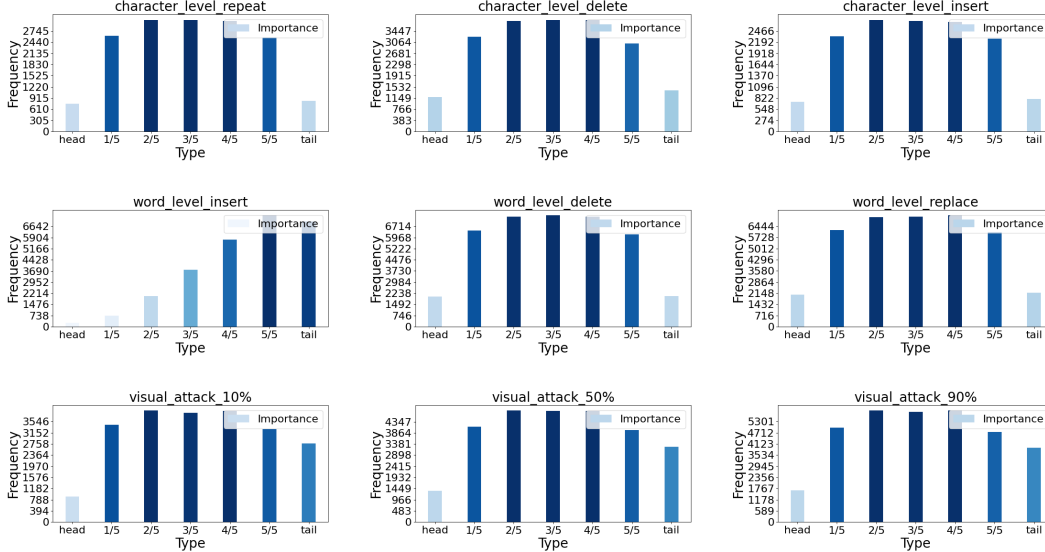 character_level_repeat
Frequency
2745
2440
2135
1830
1525
1220
915
610
305
0
Importance
head 1/5 2/5 3/5 4/5 5/5 tail
Type
character_level_delete
Frequency
3447
3064
2681
2298
1915
1532
1149
766
383
0
Importance
head 1/5 2/5 3/5 4/5 5/5 tail
Type
character_level_insert
Frequency
2466
2192
1918
1644
1370
1096
822
548
274
0
Importance
head 1/5 2/5 3/5 4/5 5/5 tail
Type
word_level_insert
Frequency
6642
5904
5166
4428
3690
2952
2214
1476
738
0
Importance
head 1/5 2/5 3/5 4/5 5/5 tail
Type
word_level_delete
Frequency
6714
5968
5222
4476
3730
2984
2238
1492
746
0
Importance
head 1/5 2/5 3/5 4/5 5/5 tail
Type
word_level_replace
Frequency
6444
5728
5012
4296
3580
2864
2148
1432
716
0
Importance
head 1/5 2/5 3/5 4/5 5/5 tail
Type
visual_attack_10%
Frequency
3546
3152
2758
2364
1970
1576
1182
788
394
0
Importance
head 1/5 2/5 3/5 4/5 5/5 tail
Type
visual_attack_50%
Frequency
4347
3864
3381
2898
2415
1932
1449
966
483
0
Importance
head 1/5 2/5 3/5 4/5 5/5 tail
Type
visual_attack_90%
Frequency
5301
4712
4123
3534
2945
2356
1767
1178
589
0
Importance
head 1/5 2/5 3/5 4/5 5/5 tail
Type